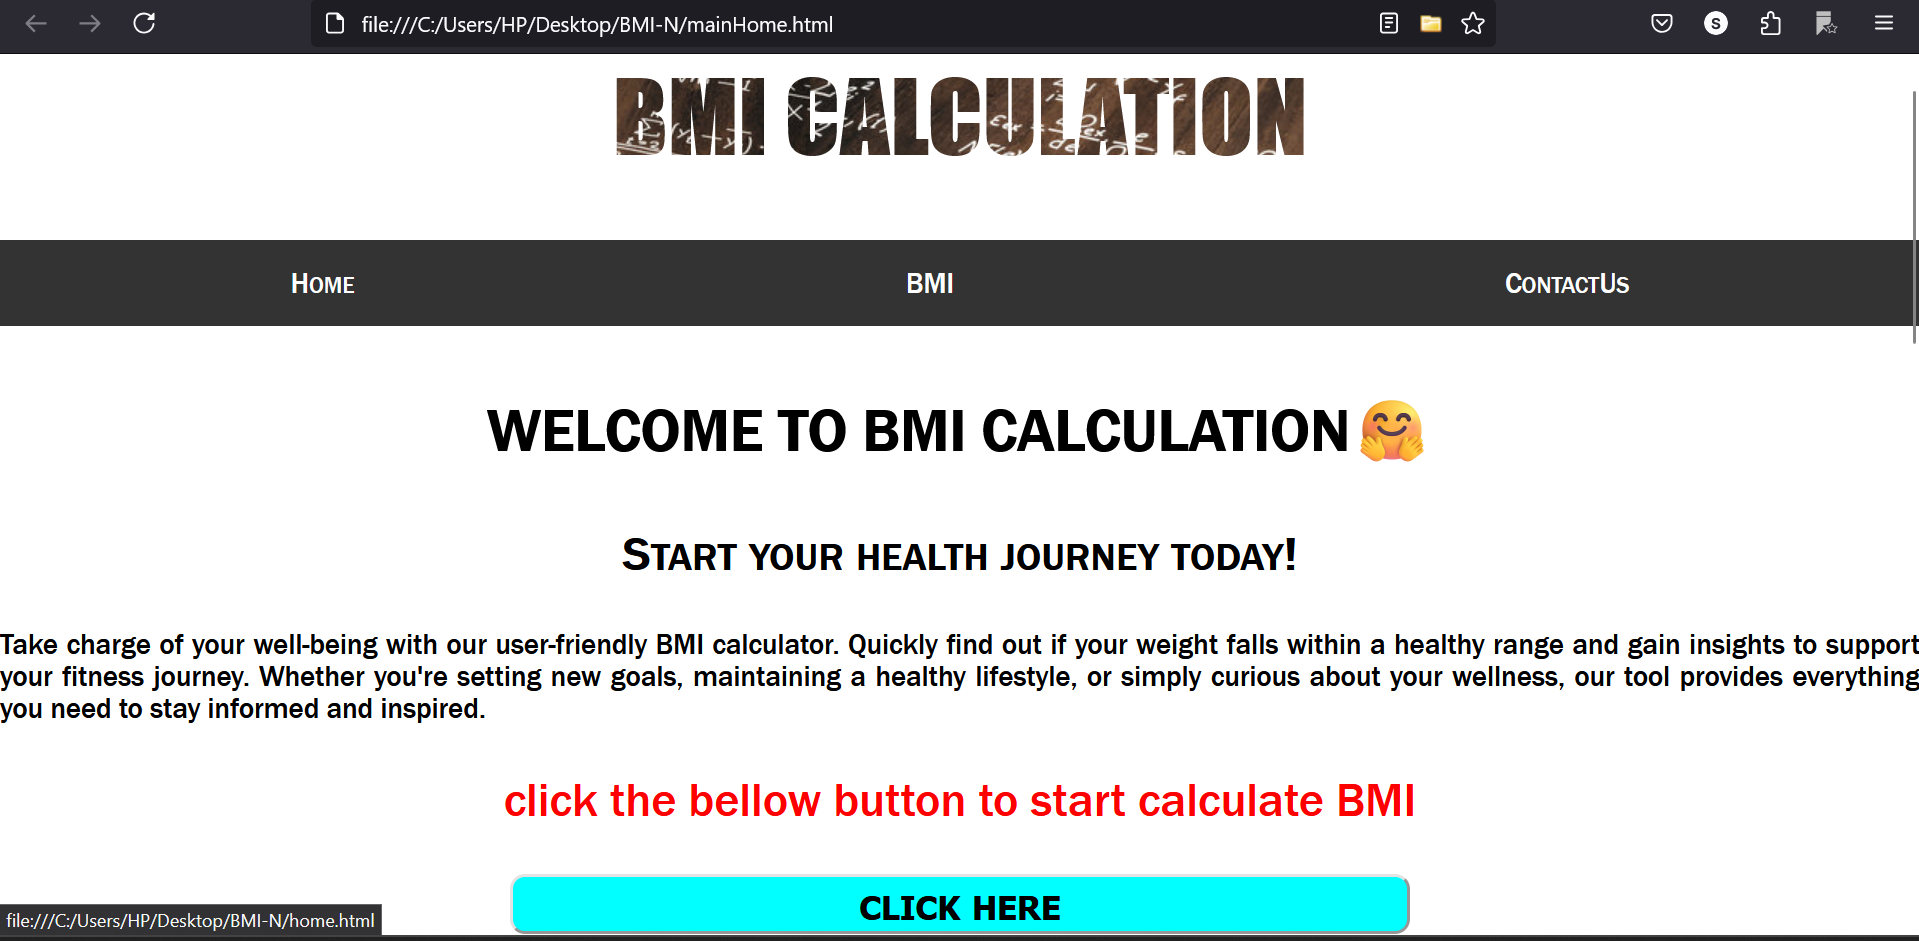 file:///C:/Users/HP/Desktop/BMI-N/mainHome.html
S
BMI CALCULATION
Home
BMI
ContactUs
WELCOME TO BMI CALCULATION 🤗
Start your health journey today!
Take charge of your well-being with our user-friendly BMI calculator. Quickly find out if your weight falls within a healthy range and gain insights to support
your fitness journey. Whether you're setting new goals, maintaining a healthy lifestyle, or simply curious about your wellness, our tool provides everything
you need to stay informed and inspired.
click the bellow button to start calculate BMI
CLICK HERE
file:///C:/Users/HP/Desktop/BMI-N/home.html